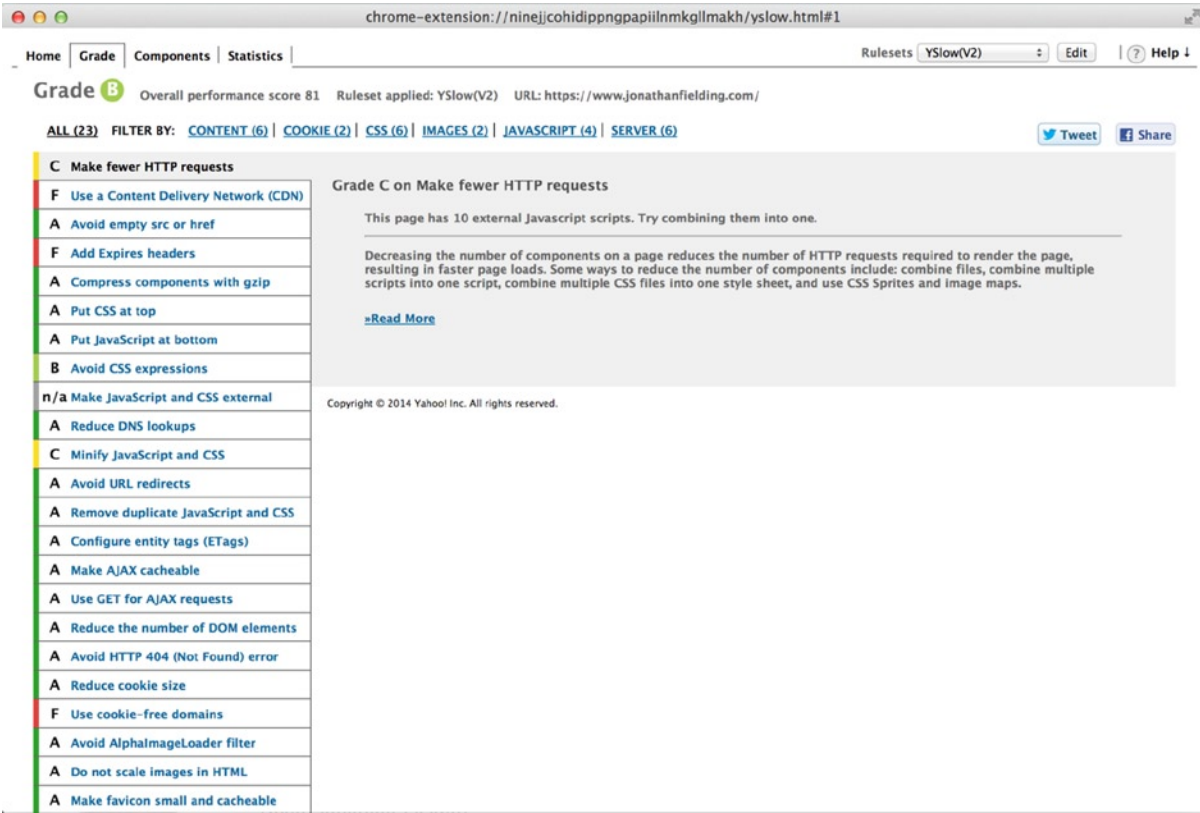 chrome-extension://ninejjcohidippngpapiilnmkgllmakh/yslow.html#1
Home Grade Components Statistics Rulesets YSlow(V2) Edit ? Help ↓
Grade B Overall performance score 81 Ruleset applied: YSlow(V2) URL: https://www.jonathanfielding.com/
ALL (23) FILTER BY: CONTENT (6) | COOKIE (2) | CSS (6) | IMAGES (2) | JAVASCRIPT (4) | SERVER (6)
Tweet Share
C Make fewer HTTP requests
F Use a Content Delivery Network (CDN)
A Avoid empty src or href
F Add Expires headers
A Compress components with gzip
A Put CSS at top
A Put JavaScript at bottom
B Avoid CSS expressions
n/a Make JavaScript and CSS external
A Reduce DNS lookups
C Minify JavaScript and CSS
A Avoid URL redirects
A Remove duplicate JavaScript and CSS
A Configure entity tags (ETags)
A Make AJAX cacheable
A Use GET for AJAX requests
A Reduce the number of DOM elements
A Avoid HTTP 404 (Not Found) error
A Reduce cookie size
F Use cookie-free domains
A Avoid AlphaImageLoader filter
A Do not scale images in HTML
A Make favicon small and cacheable
Grade C on Make fewer HTTP requests
This page has 10 external Javascript scripts. Try combining them into one.
Decreasing the number of components on a page reduces the number of HTTP requests required to render the page,
resulting in faster page loads. Some ways to reduce the number of components include: combine files, combine multiple
scripts into one script, combine multiple CSS files into one style sheet, and use CSS Sprites and image maps.
»Read More
Copyright © 2014 Yahoo! Inc. All rights reserved.